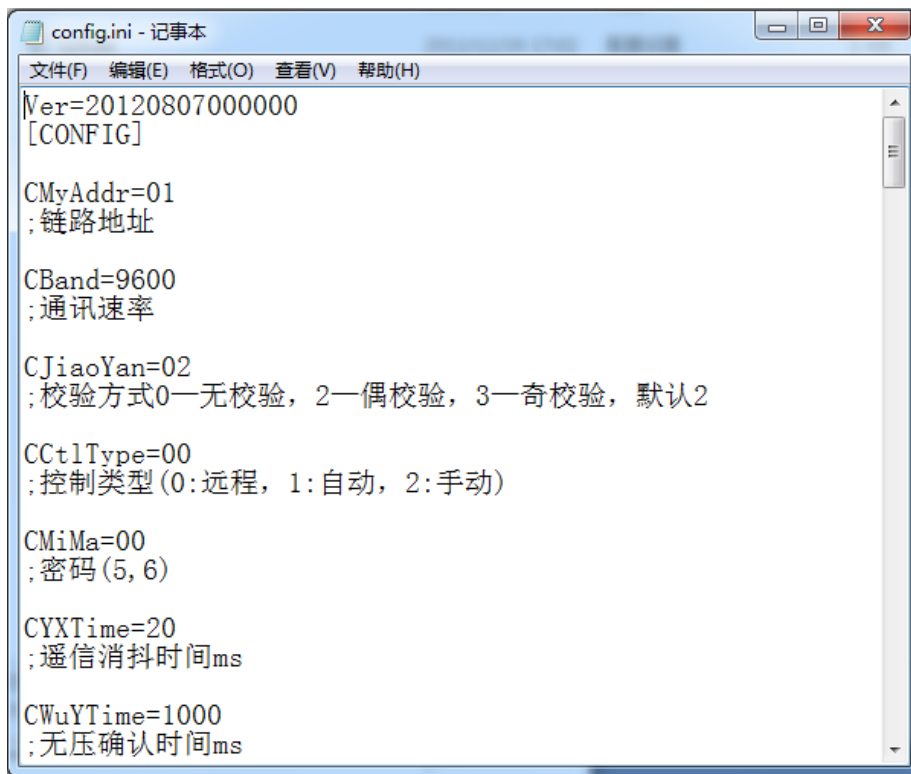 config.ini - 记事本
文件(F) 编辑(E) 格式(O) 查看(V) 帮助(H)
Ver=20120807000000
[CONFIG]
CMyAddr=01
;链路地址
CBand=9600
;通讯速率
CJiaoYan=02
;校验方式0—无校验，2—偶校验，3—奇校验，默认2
CCtlType=00
;控制类型(0:远程，1:自动，2:手动)
CMiMa=00
;密码(5,6)
CYXTime=20
;遥信消抖时间ms
CWuYTime=1000
;无压确认时间ms